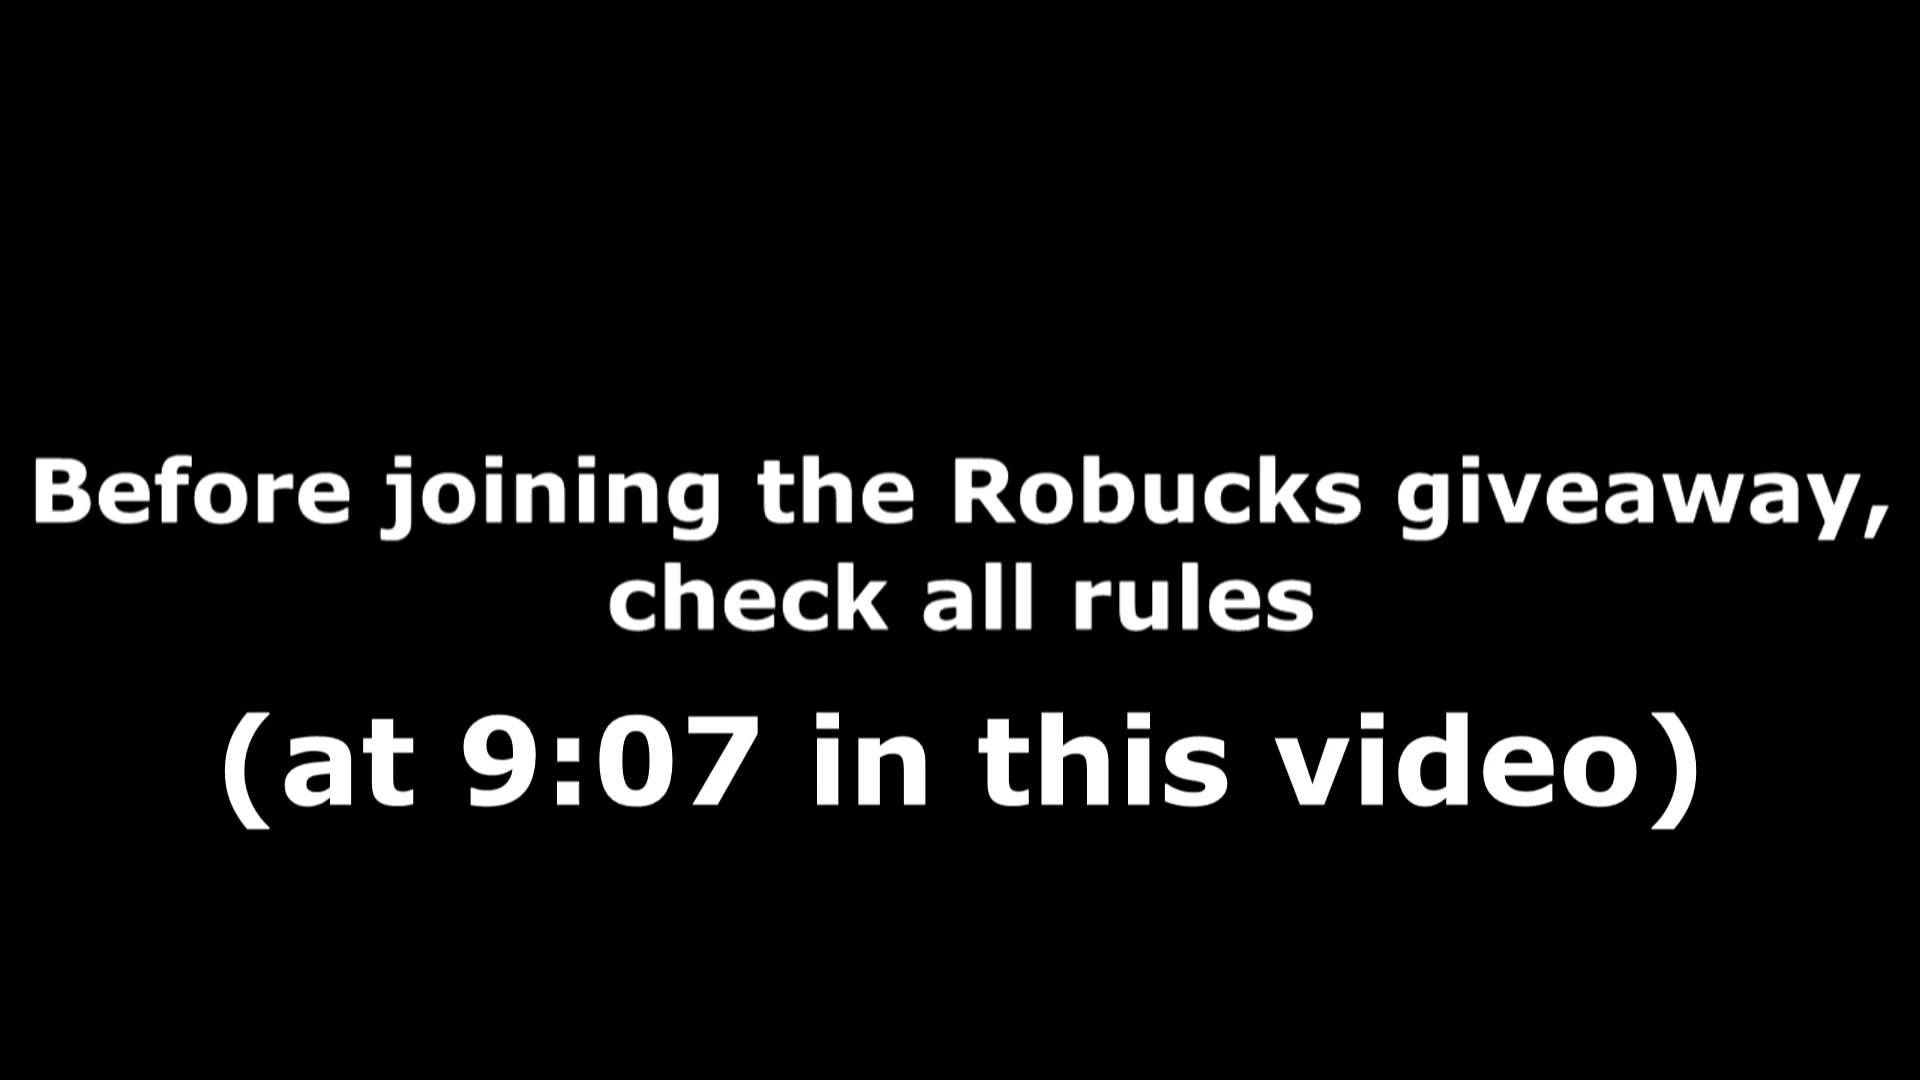 Before joining the Robucks giveaway,
check all rules
(at 9:07 in this video)